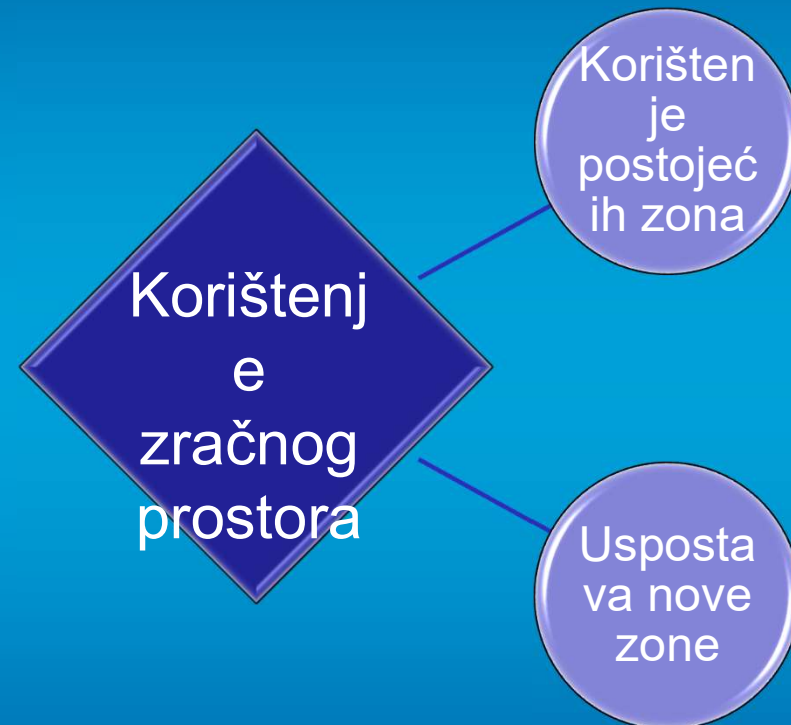 Korištenj
e
zračnog
prostora
Korišten
je
postojeć
ih zona
Usposta
va nove
zone